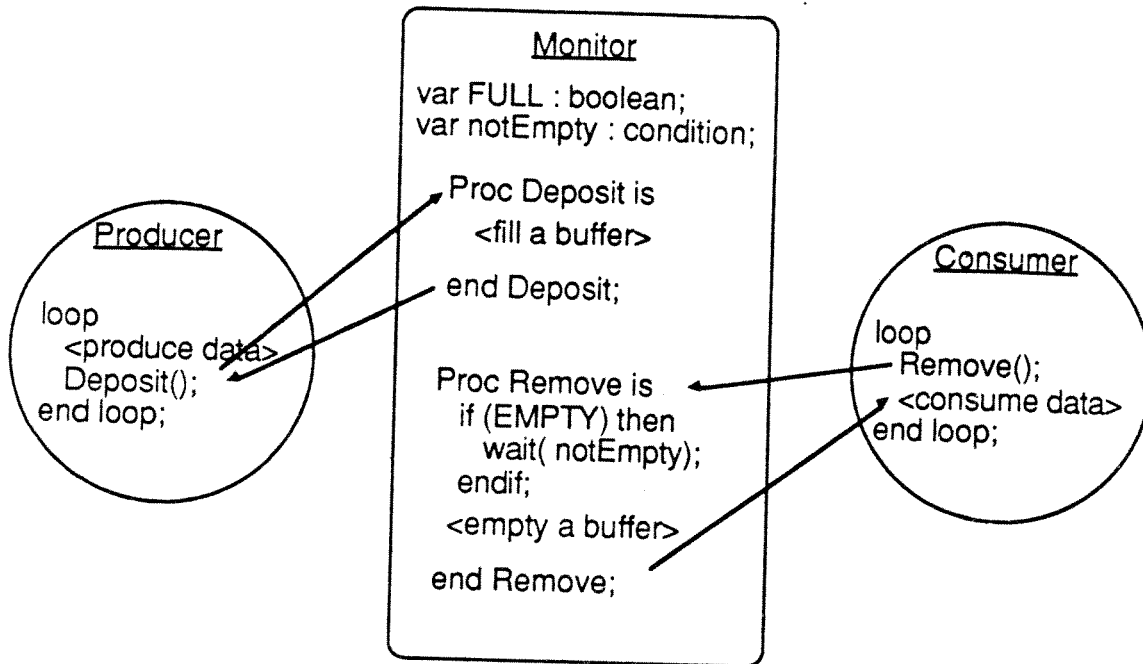 Monitor
var FULL : boolean;
var notEmpty : condition;
Proc Deposit is
<fill a buffer>
end Deposit;
Proc Remove is
if (EMPTY) then
wait( notEmpty);
endif;
<empty a buffer>
end Remove;
Producer
loop
<produce data>
Deposit();
end loop;
Consumer
loop
Remove();
<consume data>
end loop;